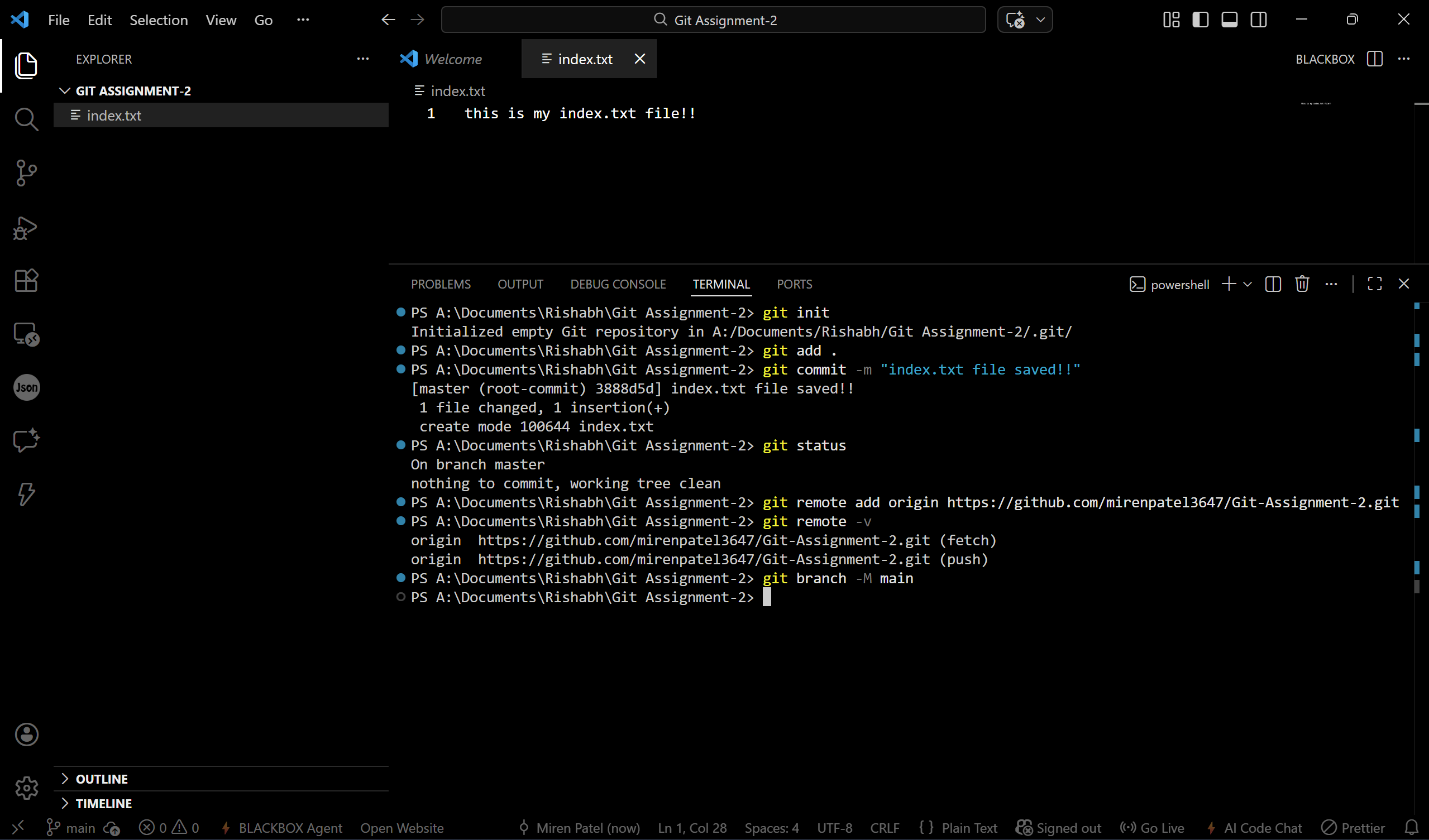 File Edit Selection View Go ··· Git Assignment-2
EXPLORER ···
GIT ASSIGNMENT-2
index.txt
Welcome index.txt BLACKBOX ···
index.txt
1 this is my index.txt file!!
PROBLEMS OUTPUT DEBUG CONSOLE TERMINAL PORTS powershell ···
PS A:\Documents\Rishabh\Git Assignment-2> git init
Initialized empty Git repository in A:/Documents/Rishabh/Git Assignment-2/.git/
PS A:\Documents\Rishabh\Git Assignment-2> git add .
PS A:\Documents\Rishabh\Git Assignment-2> git commit -m "index.txt file saved!!"
[master (root-commit) 3888d5d] index.txt file saved!!
1 file changed, 1 insertion(+)
create mode 100644 index.txt
PS A:\Documents\Rishabh\Git Assignment-2> git status
On branch master
nothing to commit, working tree clean
PS A:\Documents\Rishabh\Git Assignment-2> git remote add origin https://github.com/mirenpatel3647/Git-Assignment-2.git
PS A:\Documents\Rishabh\Git Assignment-2> git remote -v
origin https://github.com/mirenpatel3647/Git-Assignment-2.git (fetch)
origin https://github.com/mirenpatel3647/Git-Assignment-2.git (push)
PS A:\Documents\Rishabh\Git Assignment-2> git branch -M main
PS A:\Documents\Rishabh\Git Assignment-2>
Json
OUTLINE
TIMELINE
main 0 0 BLACKBOX Agent Open Website Miren Patel (now) Ln 1, Col 28 Spaces: 4 UTF-8 CRLF {} Plain Text Signed out Go Live AI Code Chat Prettier